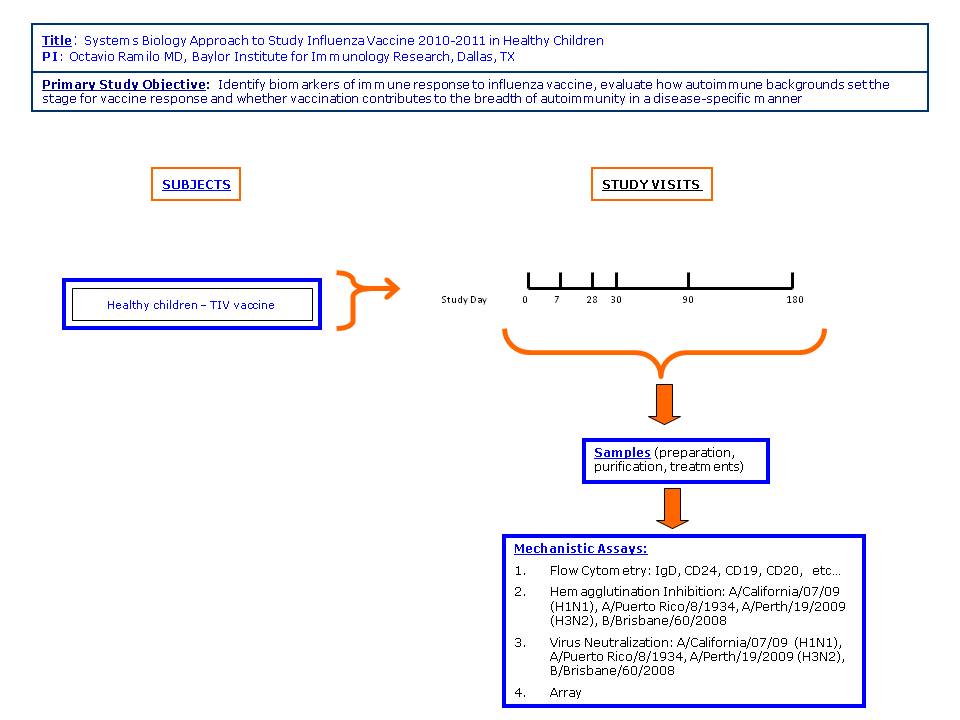 Title: Systems Biology Approach to Study Influenza Vaccine 2010-2011 in Healthy Children
PI: Octavio Ramilo MD, Baylor Institute for Immunology Research, Dallas, TX
Primary Study Objective: Identify biomarkers of immune response to influenza vaccine, evaluate how autoimmune backgrounds set the
stage for vaccine response and whether vaccination contributes to the breadth of autoimmunity in a disease-specific manner
SUBJECTS
STUDY VISITS
Healthy children – TIV vaccine
Study Day 0 7 28 30 90 180
Samples (preparation,
purification, treatments)
Mechanistic Assays:
1. Flow Cytometry: IgD, CD24, CD19, CD20, etc…
2. Hemagglutination Inhibition: A/California/07/09
(H1N1), A/Puerto Rico/8/1934, A/Perth/19/2009
(H3N2), B/Brisbane/60/2008
3. Virus Neutralization: A/California/07/09 (H1N1),
A/Puerto Rico/8/1934, A/Perth/19/2009 (H3N2),
B/Brisbane/60/2008
4. Array